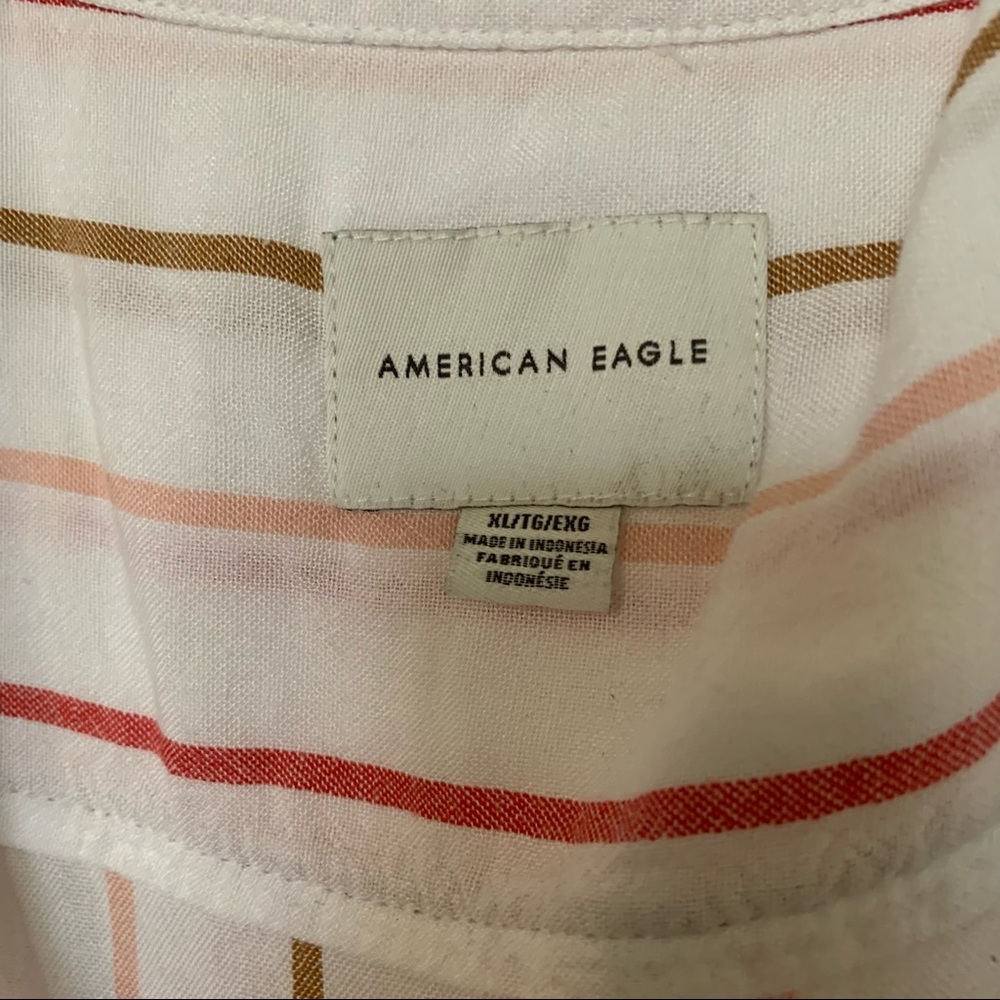 AMERICAN EAGLE
XL/TG/EXG
MADE IN INDONESIA
FABRIQUÉ EN
INDONÉSIE